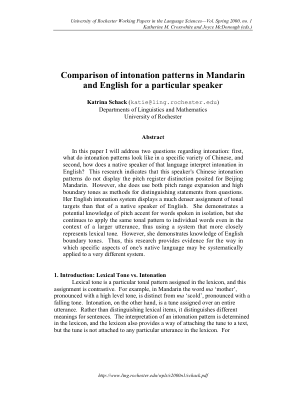 University of Rochester Working Papers in the Language Sciences—Vol. Spring 2000, no. 1
Katherine M. Crosswhite and Joyce McDonough (eds.)
Comparison of intonation patterns in Mandarin
and English for a particular speaker
Katrina Schack (katie@ling.rochester.edu)
Departments of Linguistics and Mathematics
University of Rochester
Abstract
In this paper I will address two questions regarding intonation: first,
what do intonation patterns look like in a specific variety of Chinese, and
second, how does a native speaker of that language interpret intonation in
English? This research indicates that this speaker's Chinese intonation
patterns do not display the pitch register distinction posited for Beijing
Mandarin. However, she does use both pitch range expansion and high
boundary tones as methods for distinguishing statements from questions.
Her English intonation system displays a much denser assignment of tonal
targets than that of a native speaker of English. She demonstrates a
potential knowledge of pitch accent for words spoken in isolation, but she
continues to apply the same tonal pattern to individual words even in the
context of a larger utterance, thus using a system that more closely
represents lexical tone. However, she demonstrates knowledge of English
boundary tones. Thus, this research provides evidence for the way in
which specific aspects of one's native language may be systematically
applied to a very different system.
1. Introduction: Lexical Tone vs. Intonation
Lexical tone is a particular tonal pattern assigned in the lexicon, and this
assignment is contrastive. For example, in Mandarin the word ma 'mother',
pronounced with a high level tone, is distinct from ma 'scold', pronounced with a
falling tone. Intonation, on the other hand, is a tune assigned over an entire
utterance. Rather than distinguishing lexical items, it distinguishes different
meanings for sentences. The interpretation of an intonation pattern is determined
in the lexicon, and the lexicon also provides a way of attaching the tune to a text,
but the tune is not attached to any particular utterance in the lexicon. For
http://www.ling.rochester.edu/wpls/s2000n1/schack.pdf